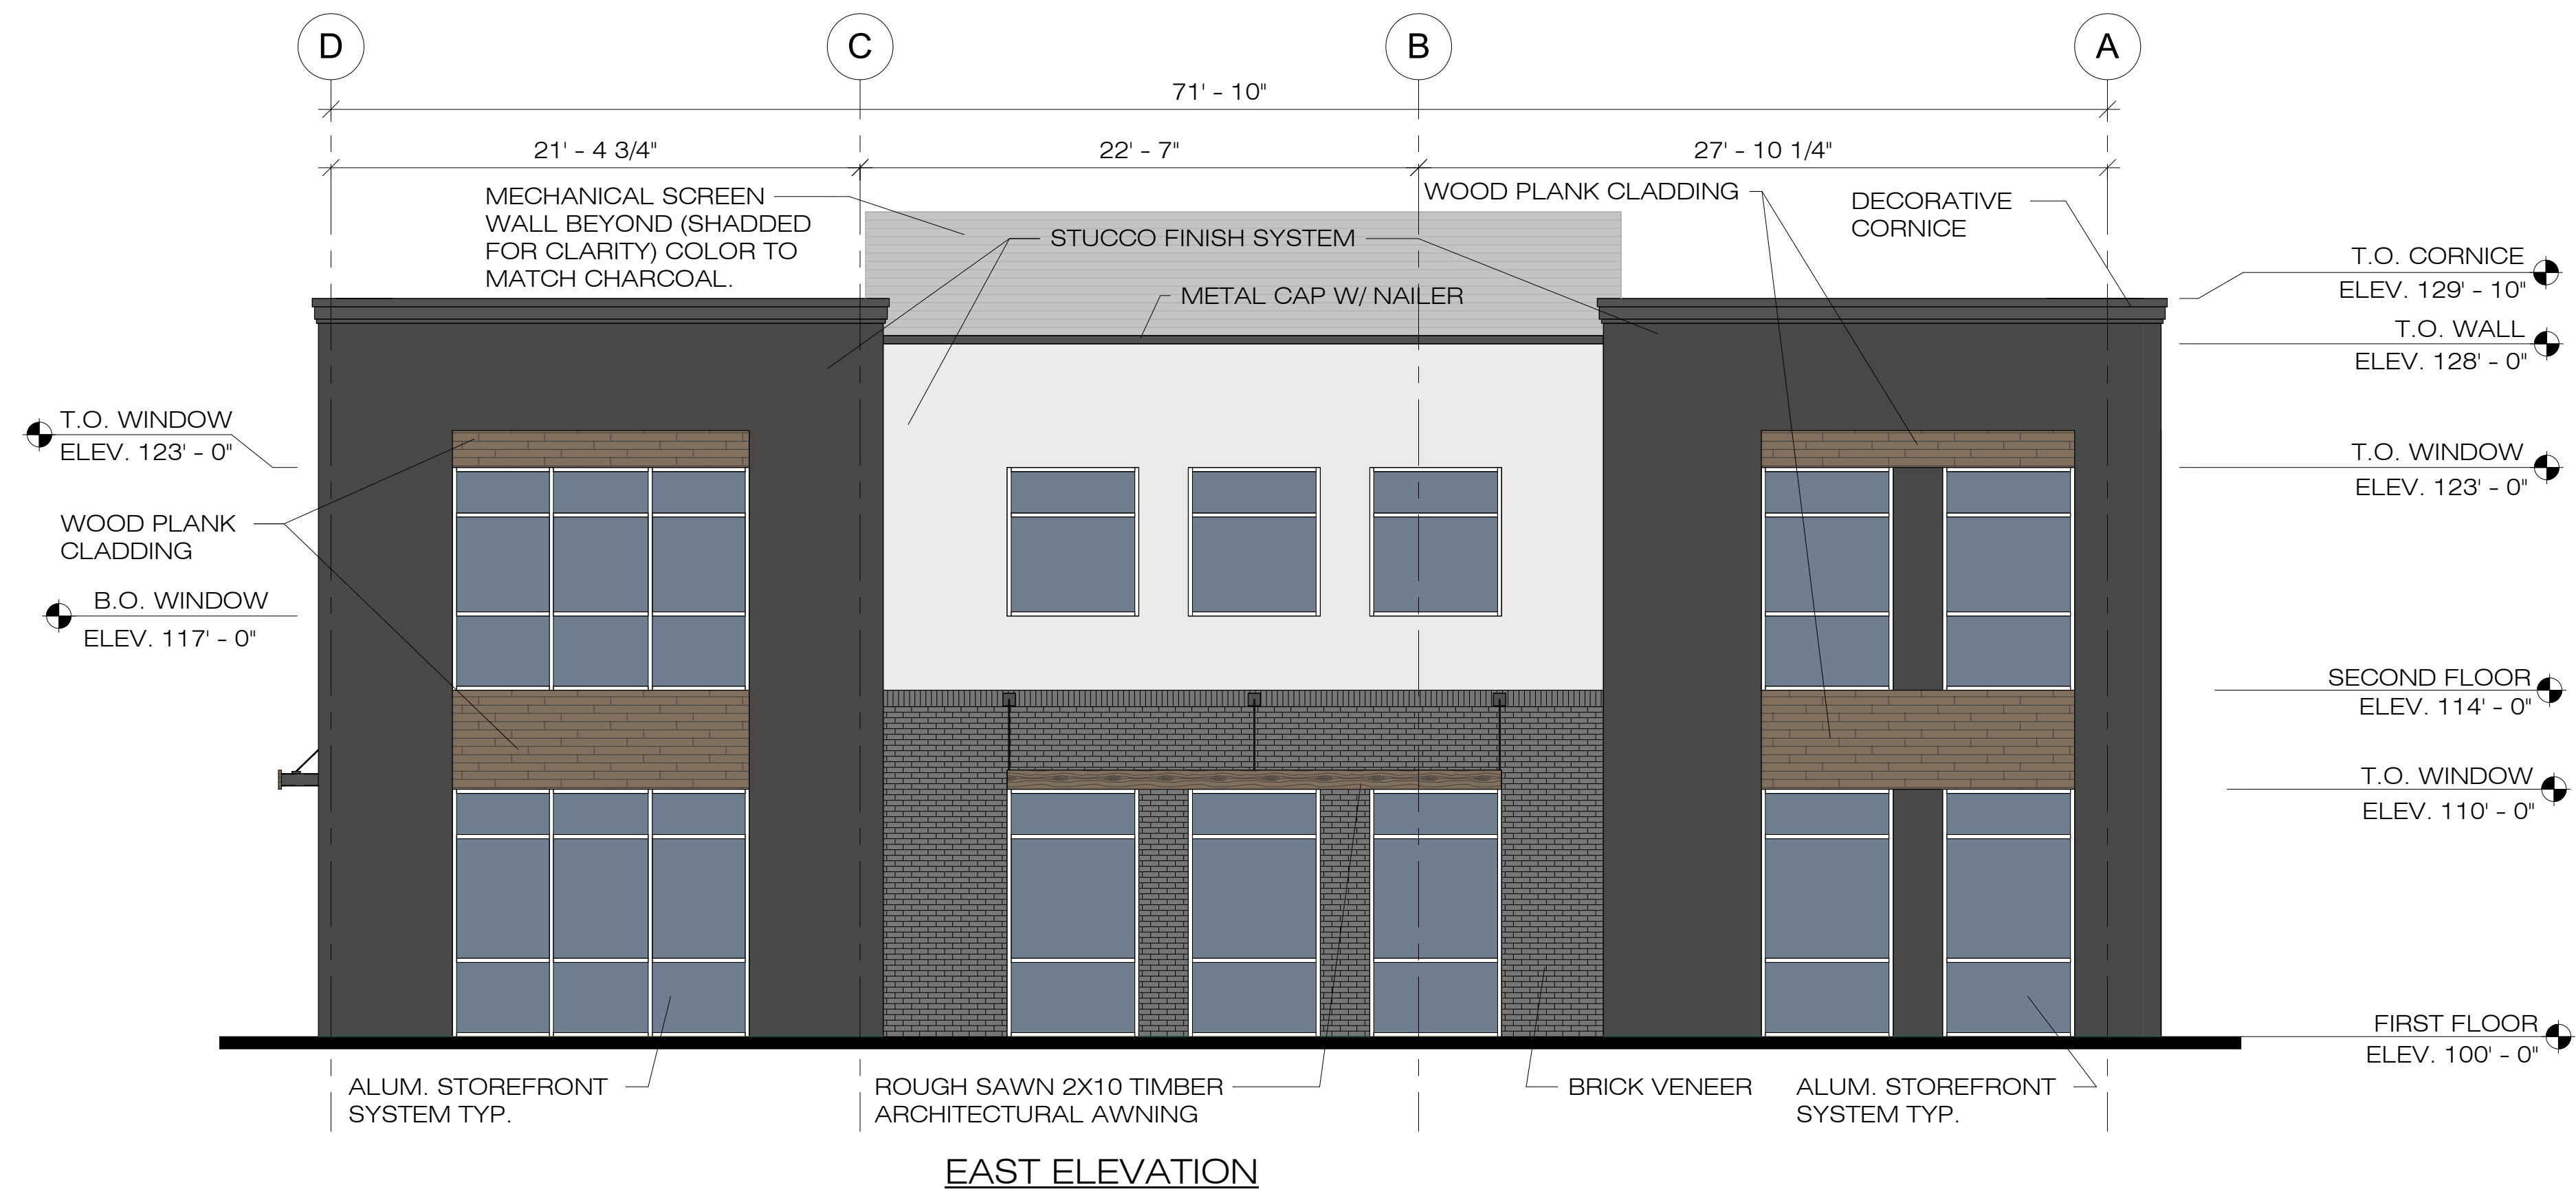 D
C
B
A
71' - 10"
21' - 4 3/4"
22' - 7"
27' - 10 1/4"
MECHANICAL SCREEN
WALL BEYOND (SHADDED
FOR CLARITY) COLOR TO
MATCH CHARCOAL.
STUCCO FINISH SYSTEM
METAL CAP W/ NAILER
WOOD PLANK CLADDING
DECORATIVE
CORNICE
T.O. CORNICE
ELEV. 129' - 10"
T.O. WALL
ELEV. 128' - 0"
T.O. WINDOW
ELEV. 123' - 0"
T.O. WINDOW
ELEV. 123' - 0"
WOOD PLANK
CLADDING
B.O. WINDOW
ELEV. 117' - 0"
SECOND FLOOR
ELEV. 114' - 0"
T.O. WINDOW
ELEV. 110' - 0"
FIRST FLOOR
ELEV. 100' - 0"
ALUM. STOREFRONT
SYSTEM TYP.
ROUGH SAWN 2X10 TIMBER
ARCHITECTURAL AWNING
BRICK VENEER
ALUM. STOREFRONT
SYSTEM TYP.
EAST ELEVATION